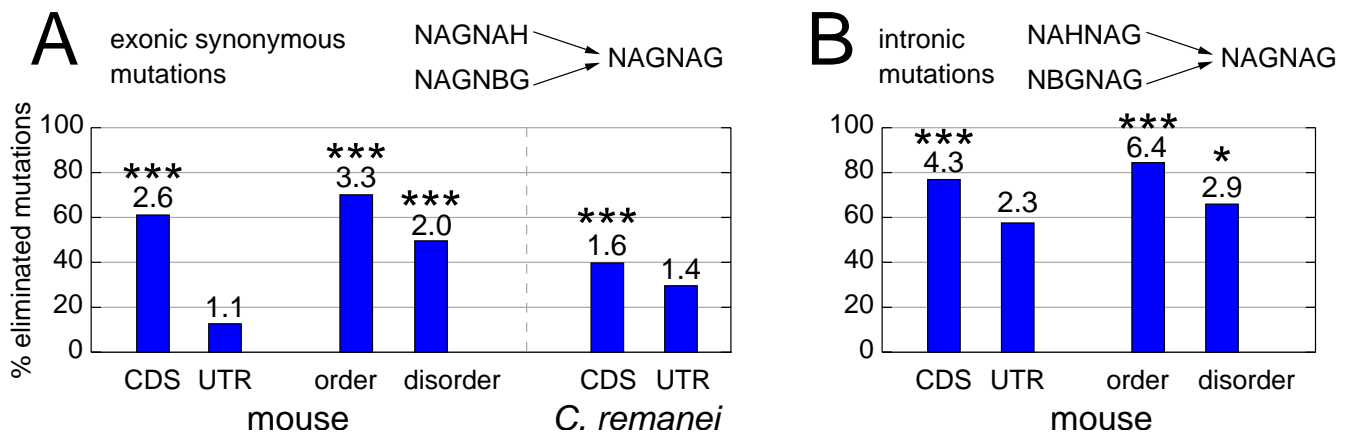 A
exonic synonymous
mutations
NAGNAH
NAGNBG
NAGNAG
% eliminated mutations
100
80
60
40
20
0
***
2.6
1.1
***
3.3
***
2.0
***
1.6
1.4
CDS UTR order disorder CDS UTR
mouse C. remanei
B
intronic
mutations
NAHNAG
NBGNAG
NAGNAG
100
80
60
40
20
0
***
4.3
2.3
***
6.4
*
2.9
CDS UTR order disorder
mouse